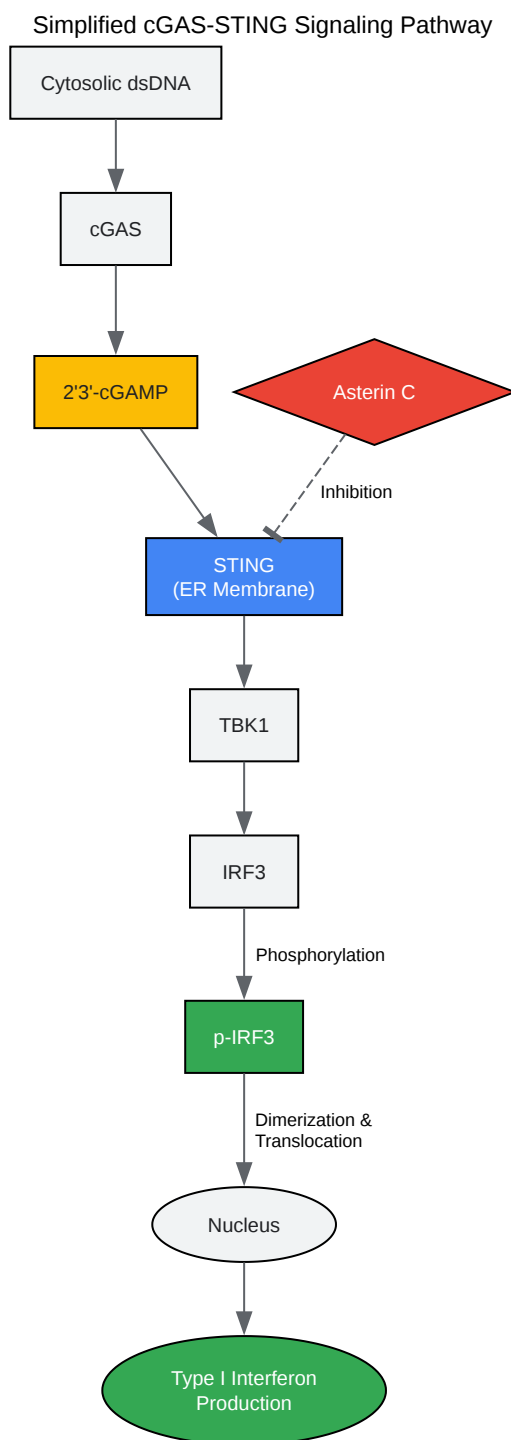 Simplified cGAS-STING Signaling Pathway
Cytosolic dsDNA
cGAS
2'3'-cGAMP
Asterin C
Inhibition
STING
(ER Membrane)
TBK1
IRF3
Phosphorylation
p-IRF3
Dimerization &
Translocation
Nucleus
Type I Interferon
Production